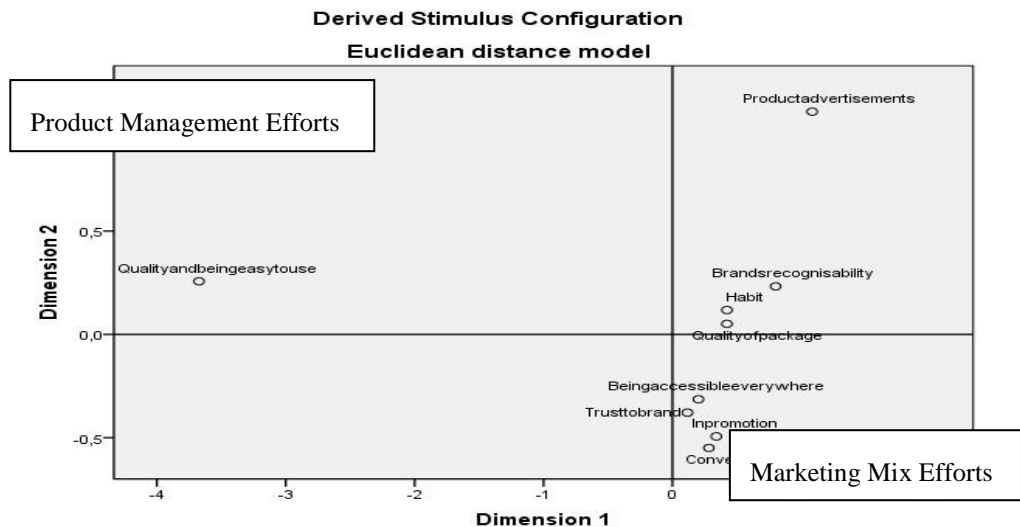 Derived Stimulus Configuration
Euclidean distance model
Product Management Efforts
Productadvertisements
0,5
Qualityandbeingeasytouse
Brandsrecognisability
Habit
Dimension 2
0,0
Qualityofpackage
Beingaccessibleeverywhere
Trusttobrand
Inpromotion
-0,5
Marketing Mix Efforts
-4 -3 -2 -1 0
Dimension 1